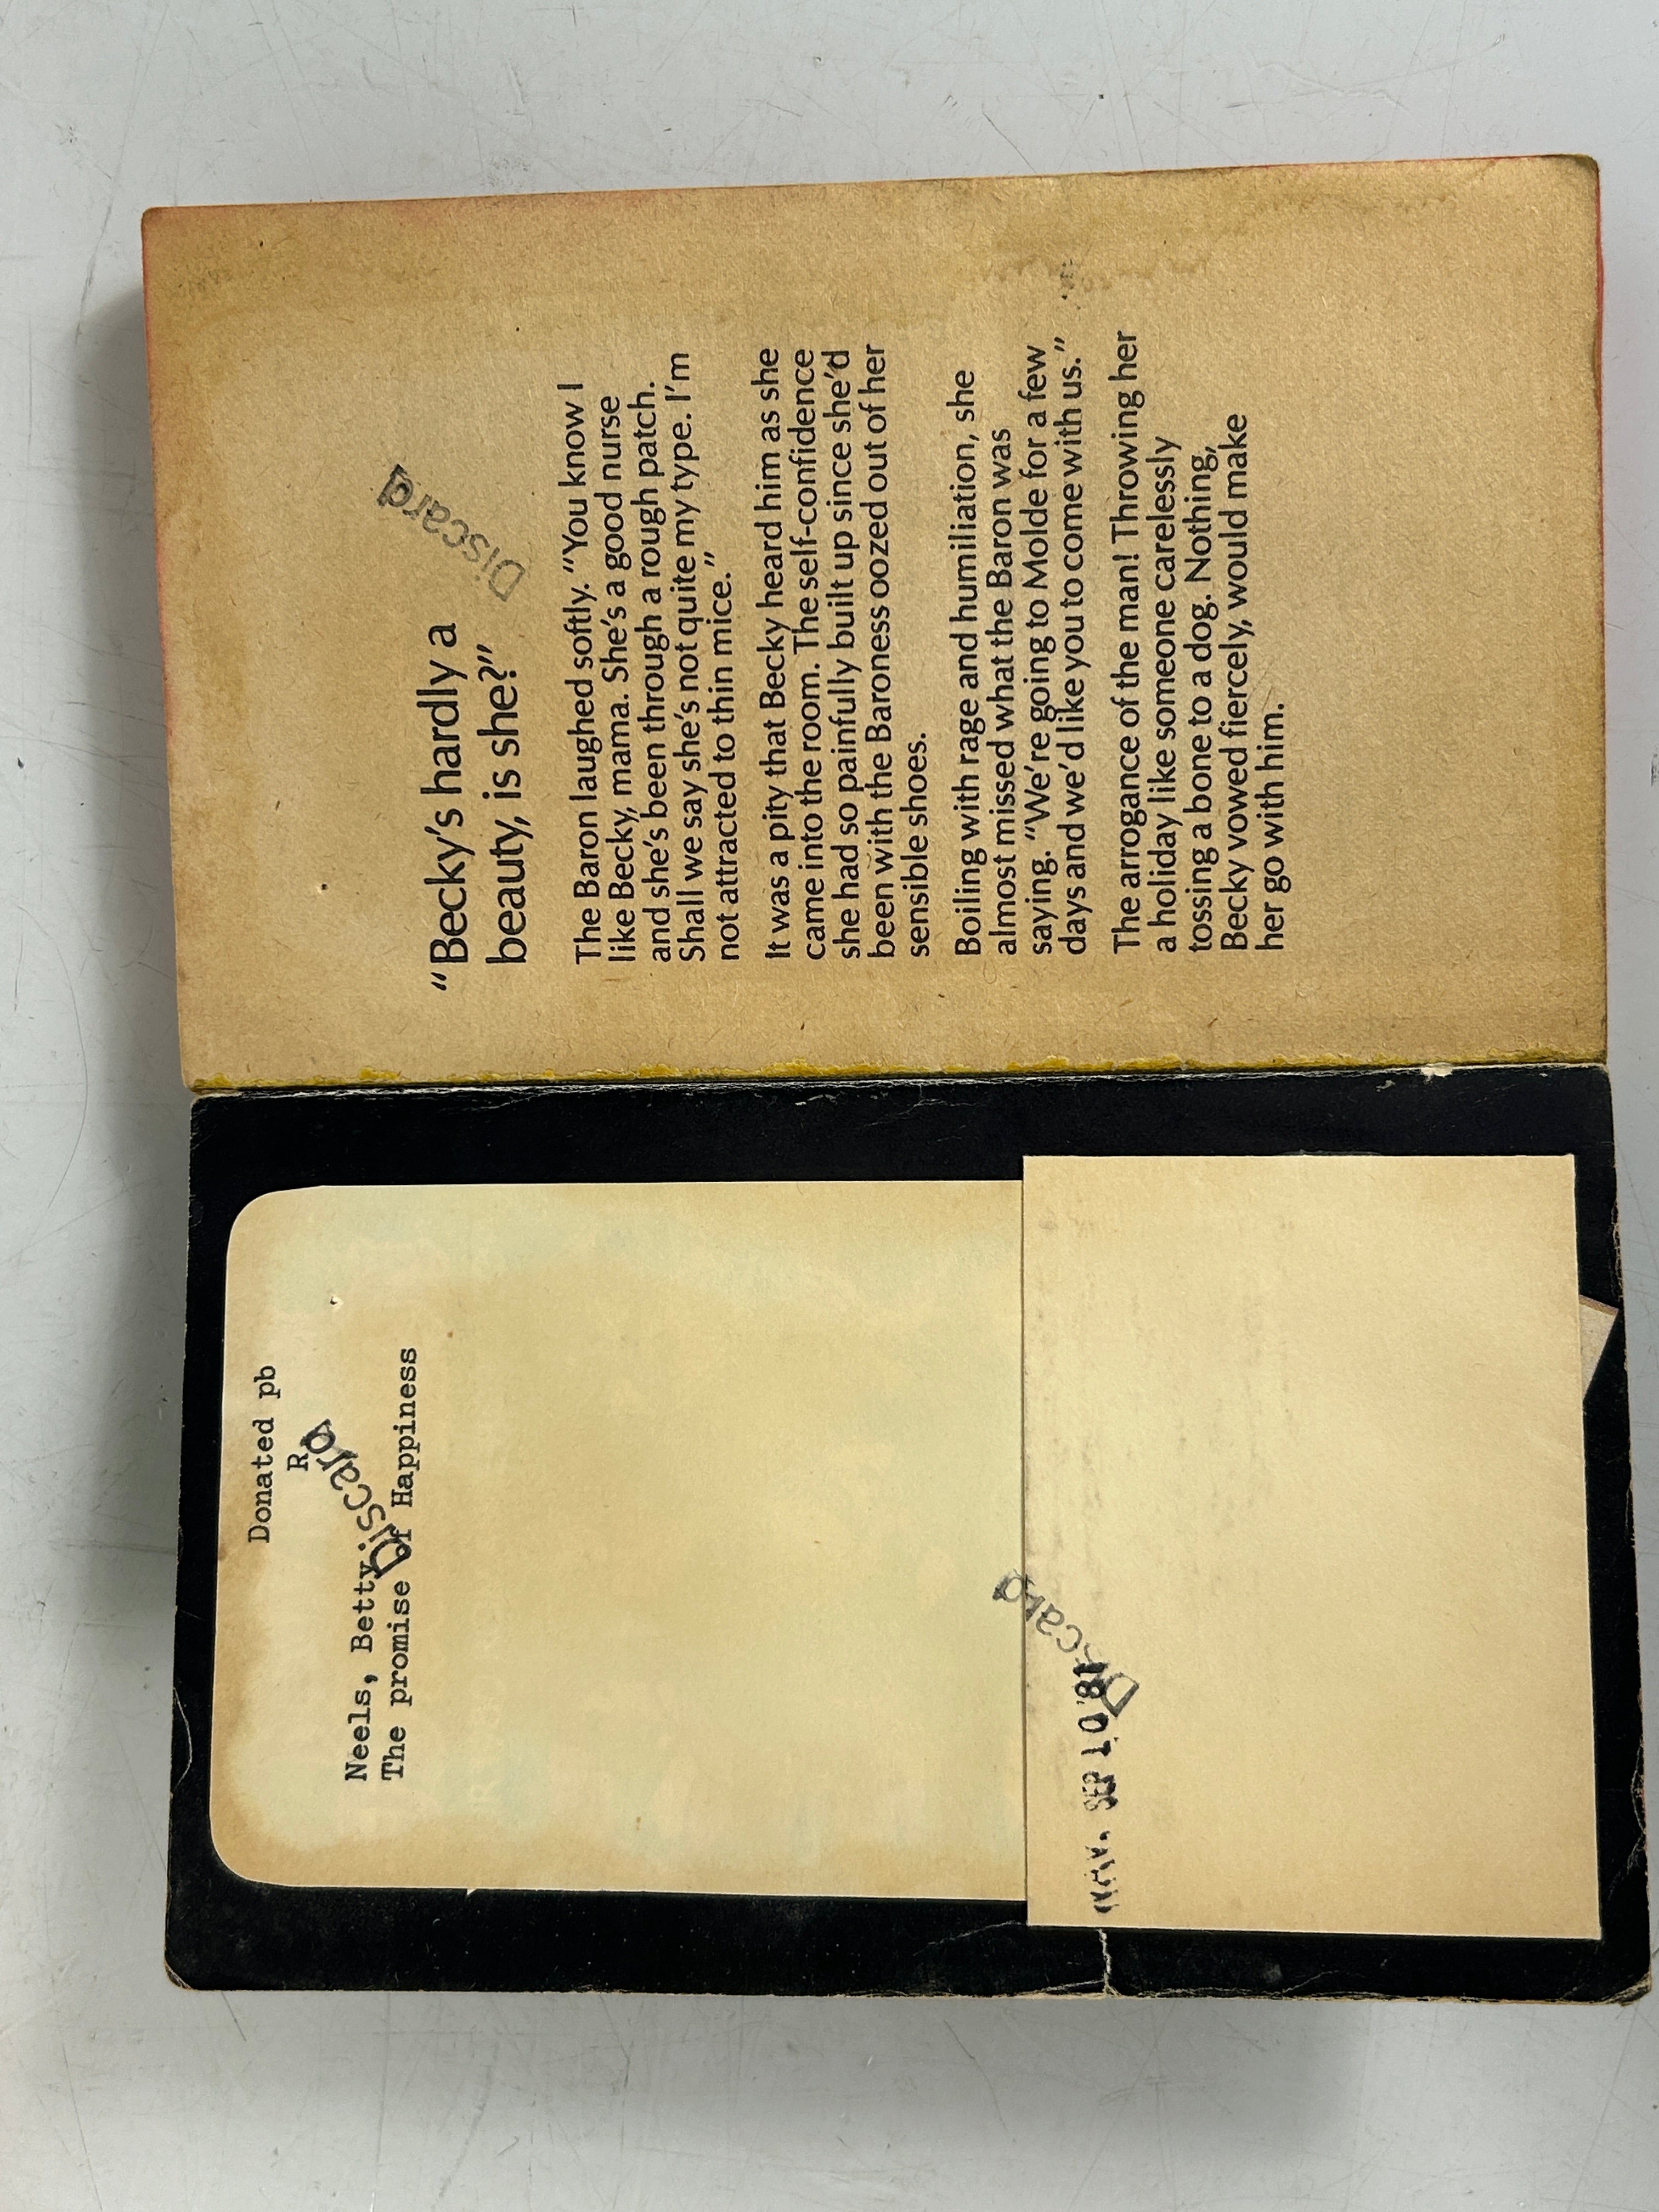 Donated pb
R
Discard
Neels, Betty
The promise of Happiness
Discard
SEP 10 '81
Discard
“Becky’s hardly a
beauty, is she?”
The Baron laughed softly. “You know I
like Becky, mama. She’s a good nurse
and she’s been through a rough patch.
Shall we say she’s not quite my type. I’m
not attracted to thin mice.”
It was a pity that Becky heard him as she
came into the room. The self-confidence
she had so painfully built up since she’d
been with the Baroness oozed out of her
sensible shoes.
Boiling with rage and humiliation, she
almost missed what the Baron was
saying. “We’re going to Molde for a few
days and we’d like you to come with us.”
The arrogance of the man! Throwing her
a holiday like someone carelessly
tossing a bone to a dog. Nothing,
Becky vowed fiercely, would make
her go with him.